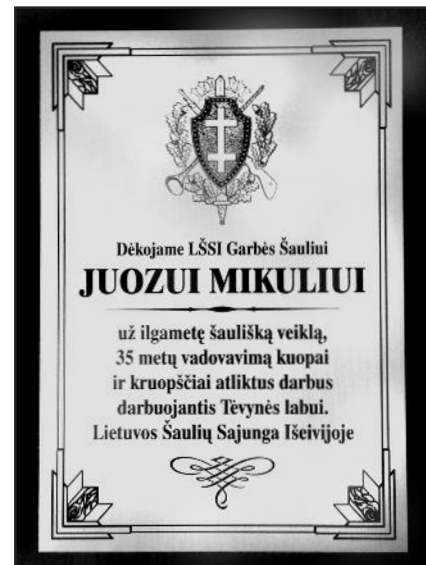 Dėkojame LŠSI Garbės Šauliui
JUOZUI MIKULIUI
už ilgametę šaulišką veiklą,
35 metų vadovavimą kuopai
ir kruopščiai atliktus darbus
darbuojantis Tėvynės labui.
Lietuvos Šaulių Sajunga Išeivijoje